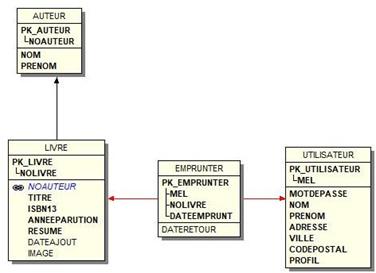 AUTEUR
PK_AUTEUR
NOAUTEUR
NOM
PRENOM
LIVRE
PK_LIVRE
NOLIVRE
NOAUTEUR
TITRE
ISBN13
ANNEEPARUTION
RESUME
DATEAJOUT
IMAGE
EMPRUNTER
PK_EMPRUNTER
MEL
NOLIVRE
DATEEMPRUNT
DATERETOUR
UTILISATEUR
PK_UTILISATEUR
MEL
MOTDEPASSE
NOM
PRENOM
ADRESSE
VILLE
CODEPOSTAL
PROFIL